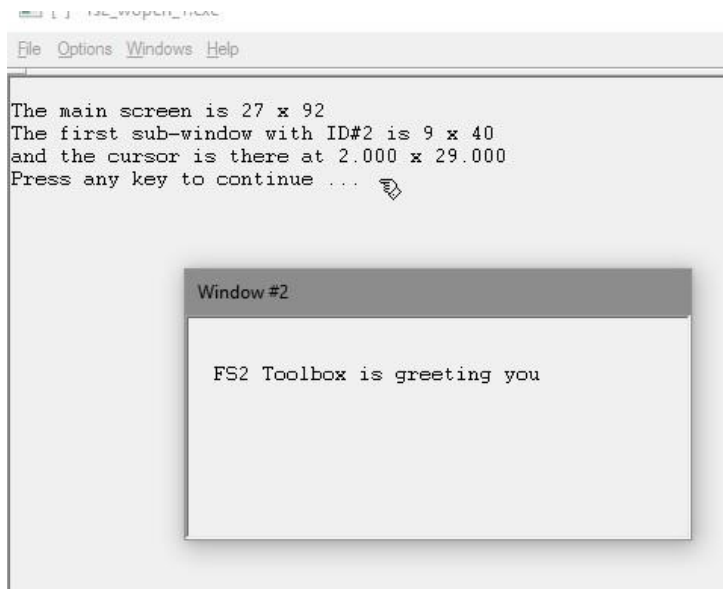 File Options Windows Help
The main screen is 27 x 92
The first sub-window with ID#2 is 9 x 40
and the cursor is there at 2.000 x 29.000
Press any key to continue ...
Window #2
FS2 Toolbox is greeting you